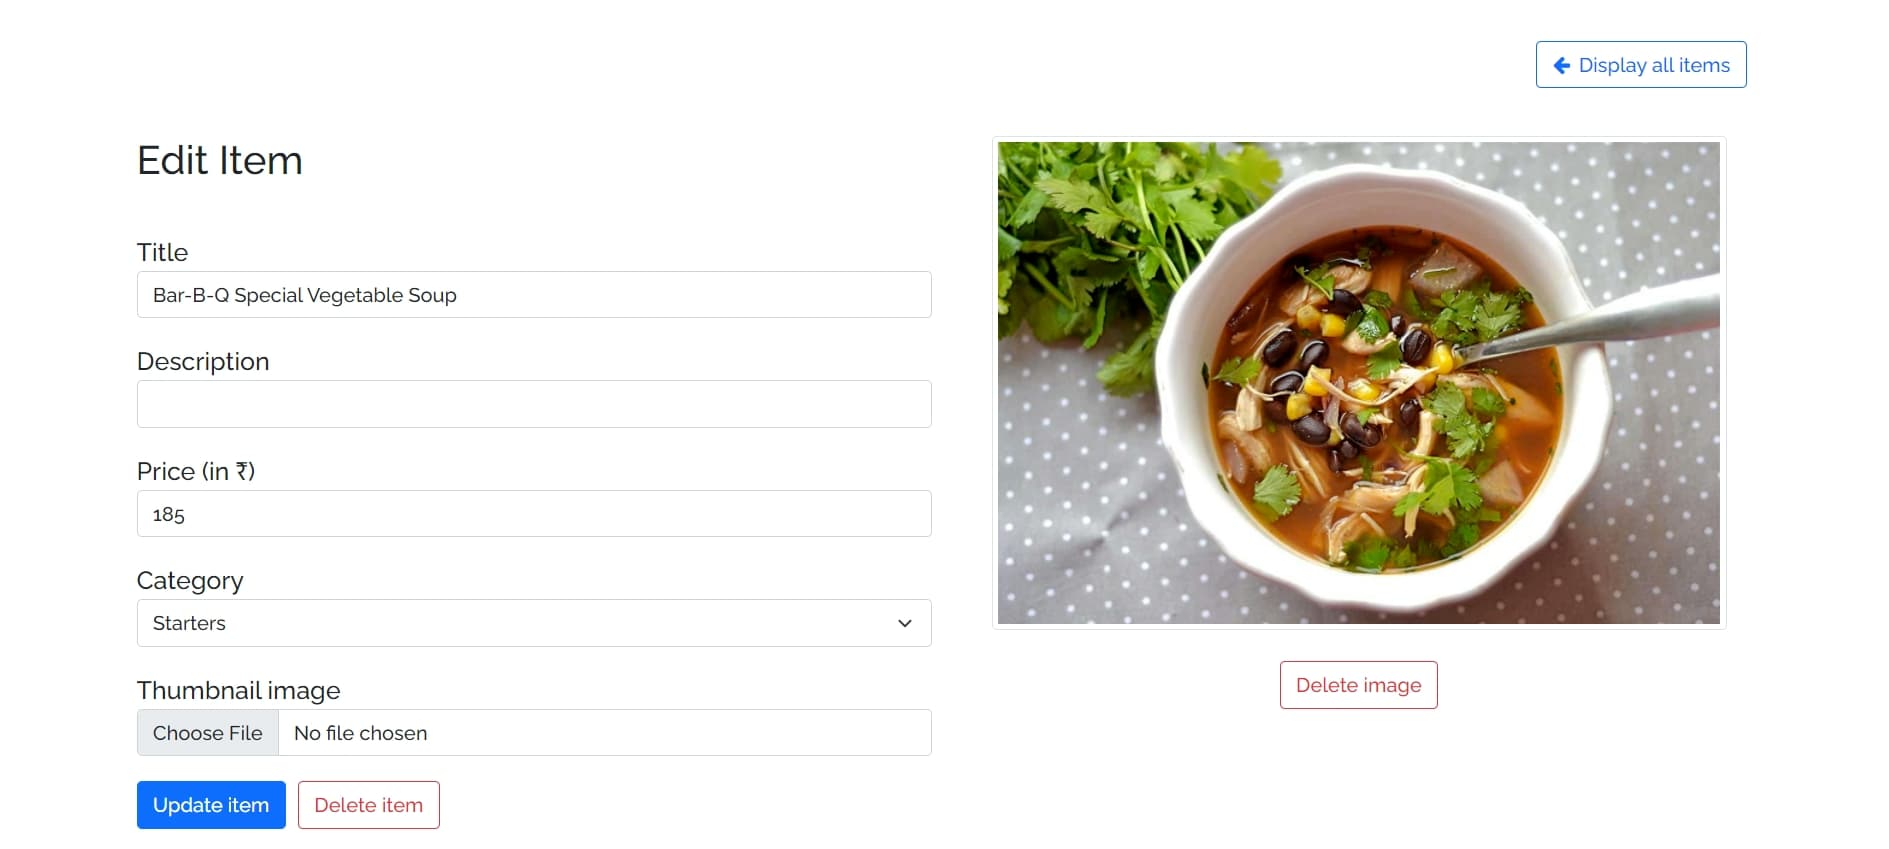 Display all items
Edit Item
Title
Bar-B-Q Special Vegetable Soup
Description
Price (in ₹)
185
Category
Starters
Thumbnail image
Choose File No file chosen
Update item Delete item
Delete image